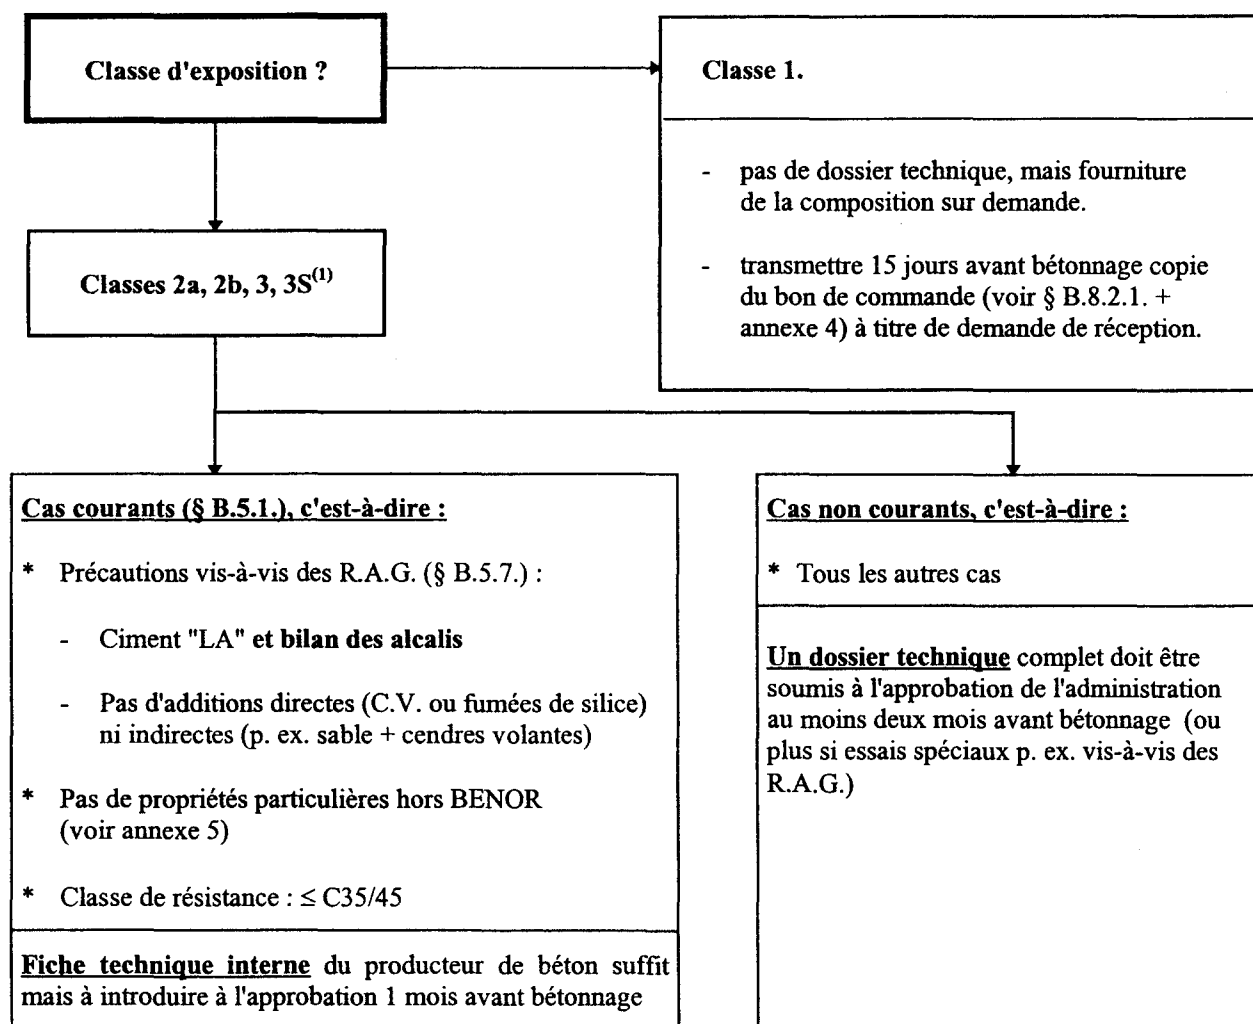 Classe d'exposition ?
Classe 1.
- pas de dossier technique, mais fourniture
de la composition sur demande.
- transmettre 15 jours avant bétonnage copie
du bon de commande (voir § B.8.2.1. +
annexe 4) à titre de demande de réception.
Classes 2a, 2b, 3, 3S(1)
Cas courants (§ B.5.1.), c'est-à-dire :
* Précautions vis-à-vis des R.A.G. (§ B.5.7.) :
- Ciment "LA" et bilan des alcalis
- Pas d'additions directes (C.V. ou fumées de silice)
ni indirectes (p. ex. sable + cendres volantes)
* Pas de propriétés particulières hors BENOR
(voir annexe 5)
* Classe de résistance : ≤ C35/45
Fiche technique interne du producteur de béton suffit
mais à introduire à l'approbation 1 mois avant bétonnage
Cas non courants, c'est-à-dire :
* Tous les autres cas
Un dossier technique complet doit être
soumis à l'approbation de l'administration
au moins deux mois avant bétonnage (ou
plus si essais spéciaux p. ex. vis-à-vis des
R.A.G.)